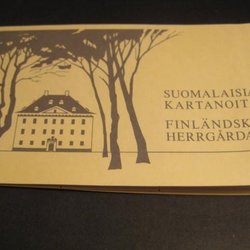 SUOMALAISIA
KARTANOITA
FINLÄNDSKA
HERRGÅRDAR